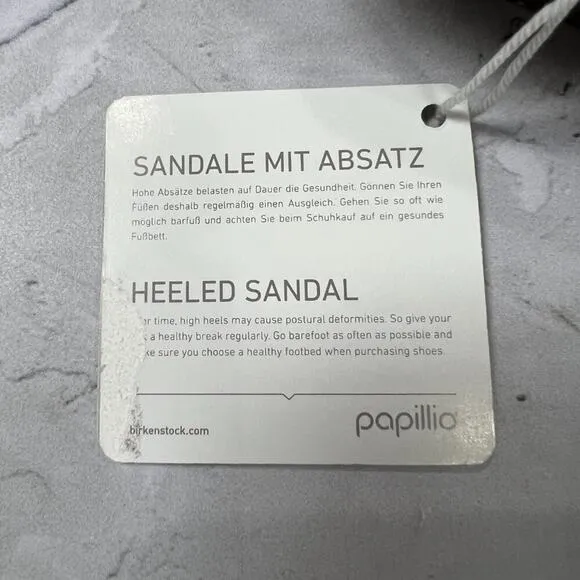 SANDALE MIT ABSATZ
Hohe Absätze belasten auf Dauer die Gesundheit. Gönnen Sie Ihren
Füßen deshalb regelmäßig einen Ausgleich. Gehen Sie so oft wie
möglich barfuß und achten Sie beim Schuhkauf auf ein gesundes
Fußbett.
HEELED SANDAL
time, high heels may cause postural deformities. So give your
a healthy break regularly. Go barefoot as often as possible and
sure you choose a healthy footbed when purchasing shoes.
birkenstock.com
papillio